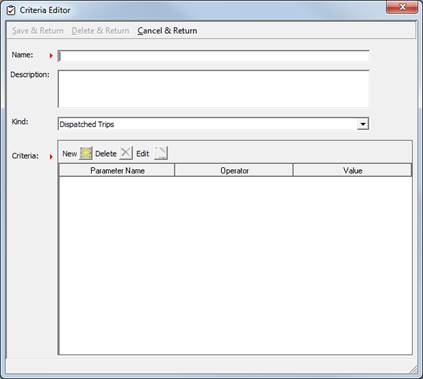 Criteria Editor
Save & Return Delete & Return Cancel & Return
Name:
Description:
Kind: Dispatched Trips
Criteria: New Delete Edit
Parameter Name Operator Value